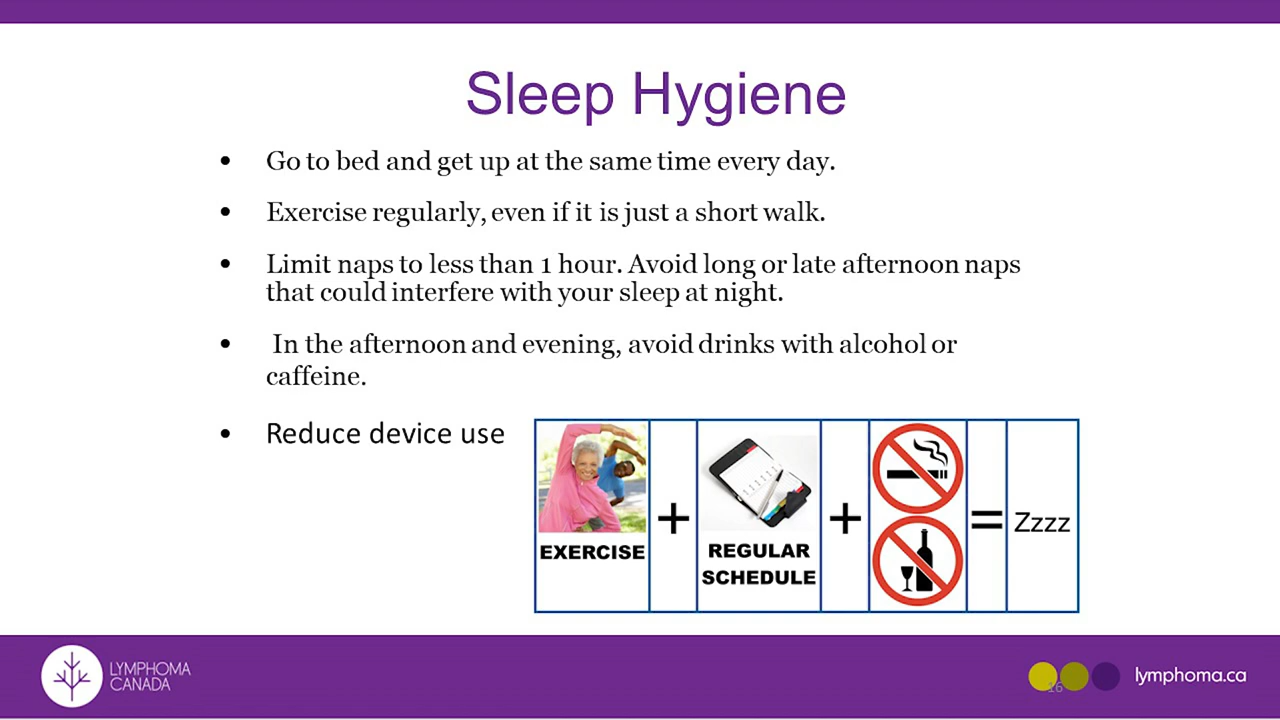 Sleep Hygiene
• Go to bed and get up at the same time every day.
• Exercise regularly, even if it is just a short walk.
• Limit naps to less than 1 hour. Avoid long or late afternoon naps
that could interfere with your sleep at night.
• In the afternoon and evening, avoid drinks with alcohol or
caffeine.
• Reduce device use
EXERCISE
+
REGULAR
SCHEDULE
+
=
Zzzz
LYMPHOMA
CANADA
16
lymphoma.ca